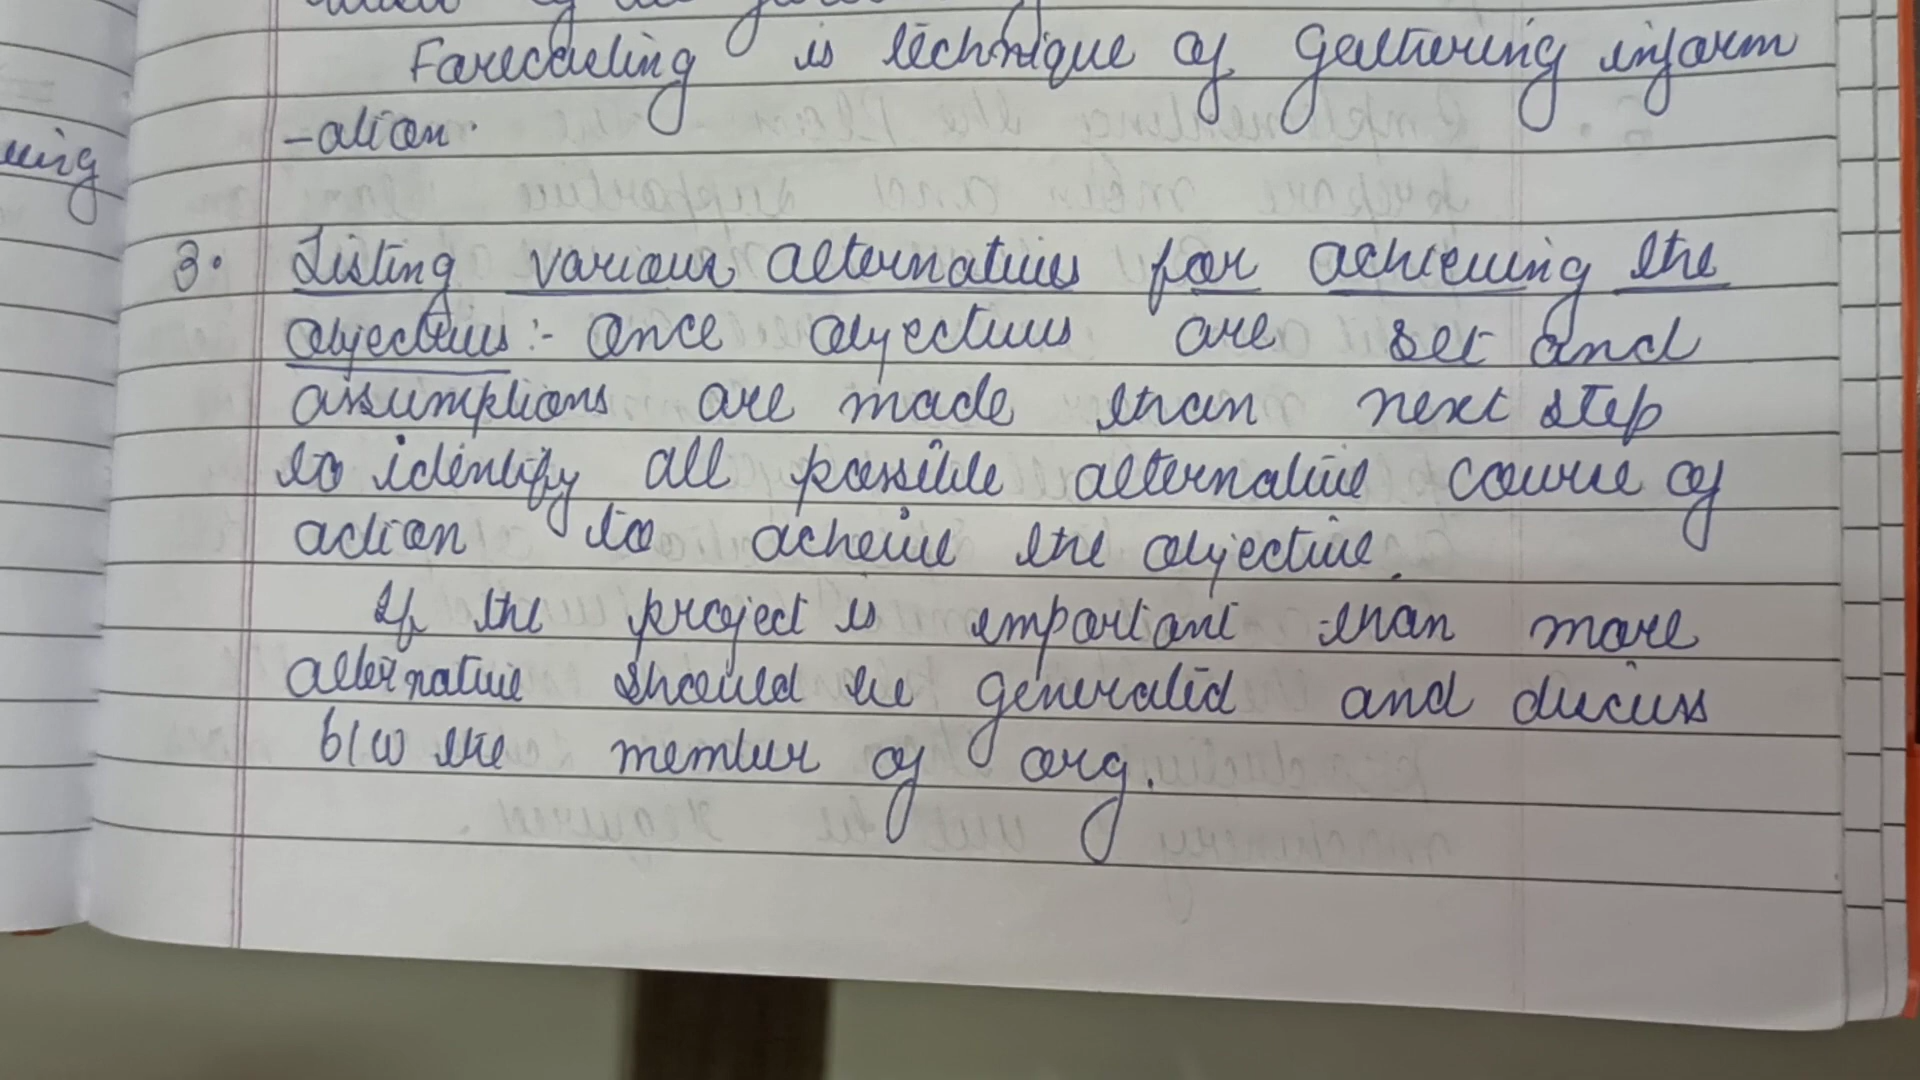 Forecasting is technique of Gathering inform
-ation.
3. Listing various alternatives for achieving the
objectives :- once objectives are set and
assumptions are made than next step
to identify all possible alternative course of
action to acheive the objective.
If the project is important than more
alternative should be generated and discuss
b/w the member of org.